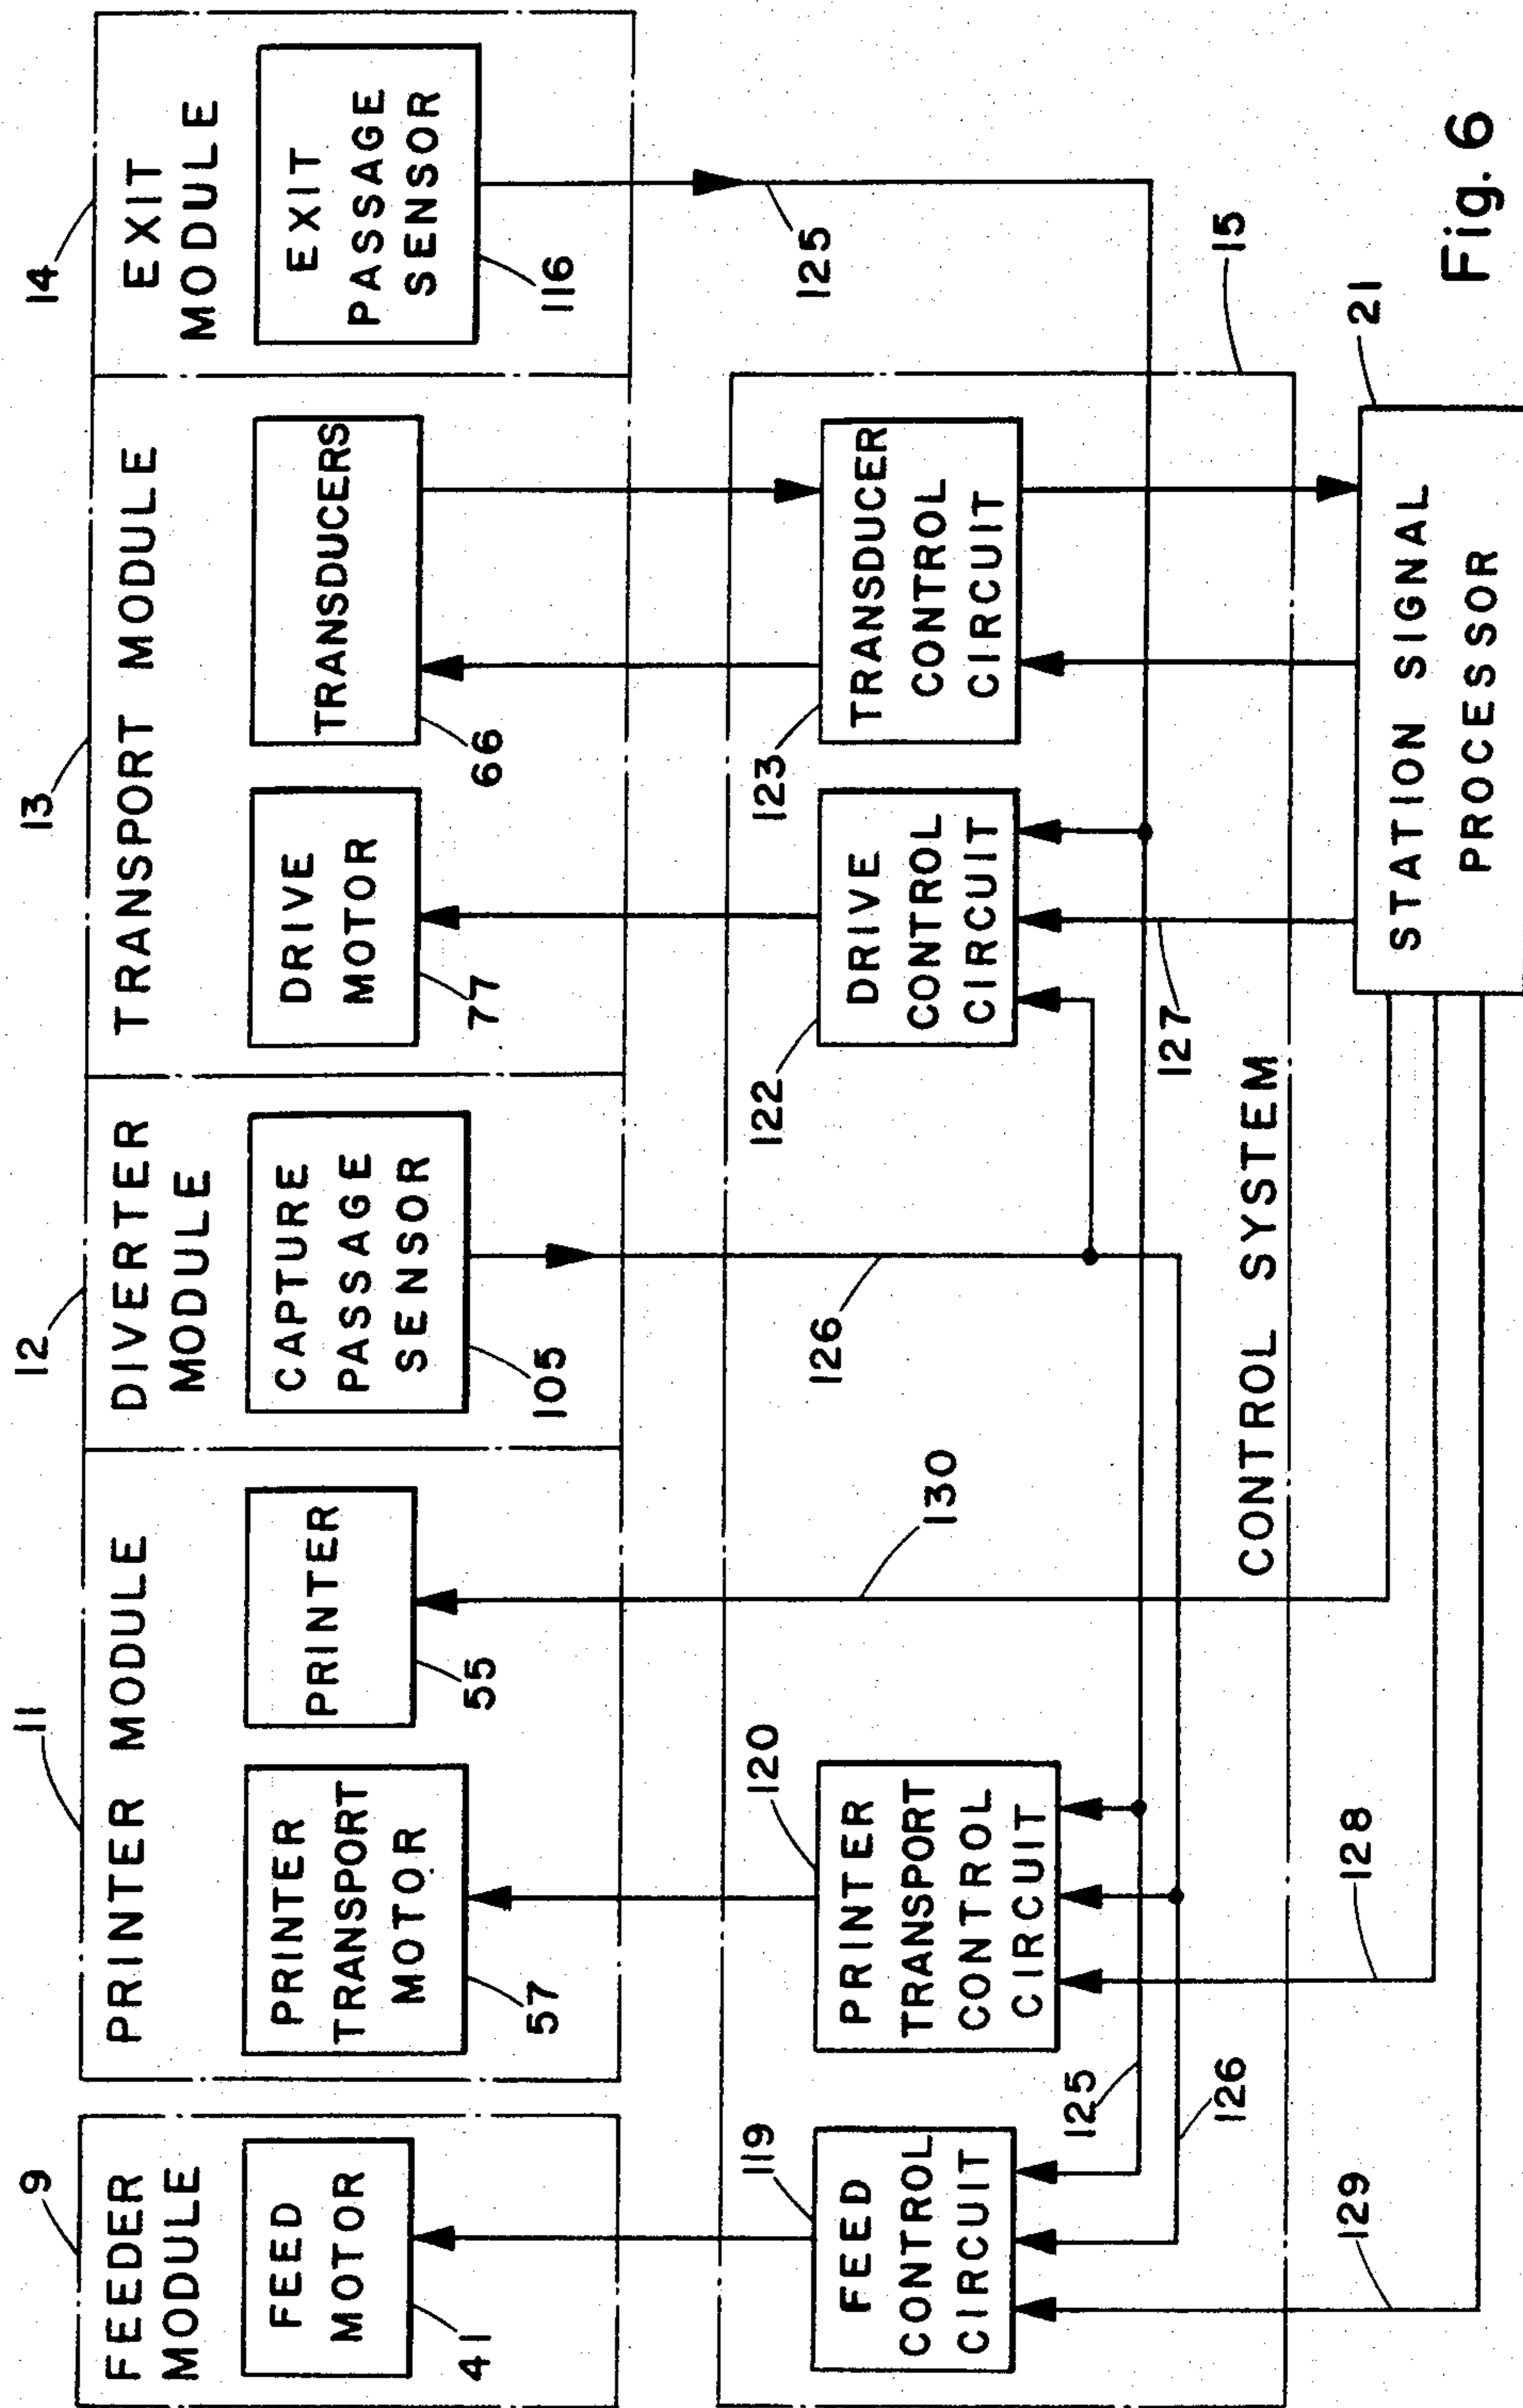 9
FEEDER
MODULE
FEED
MOTOR
41
11
PRINTER MODULE
PRINTER
TRANSPORT
MOTOR
57
PRINTER
55
12
DIVERTER
MODULE
CAPTURE
PASSAGE
SENSOR
105
13
TRANSPORT MODULE
DRIVE
MOTOR
77
TRANSDUCERS
66
14
EXIT
MODULE
EXIT
PASSAGE
SENSOR
116
119
FEED
CONTROL
CIRCUIT
120
PRINTER
TRANSPORT
CONTROL
CIRCUIT
130
126
122
DRIVE
CONTROL
CIRCUIT
123
TRANSDUCER
CONTROL
CIRCUIT
125
125
126
127
CONTROL SYSTEM
15
129
128
21
STATION SIGNAL
PROCESSOR
Fig. 6